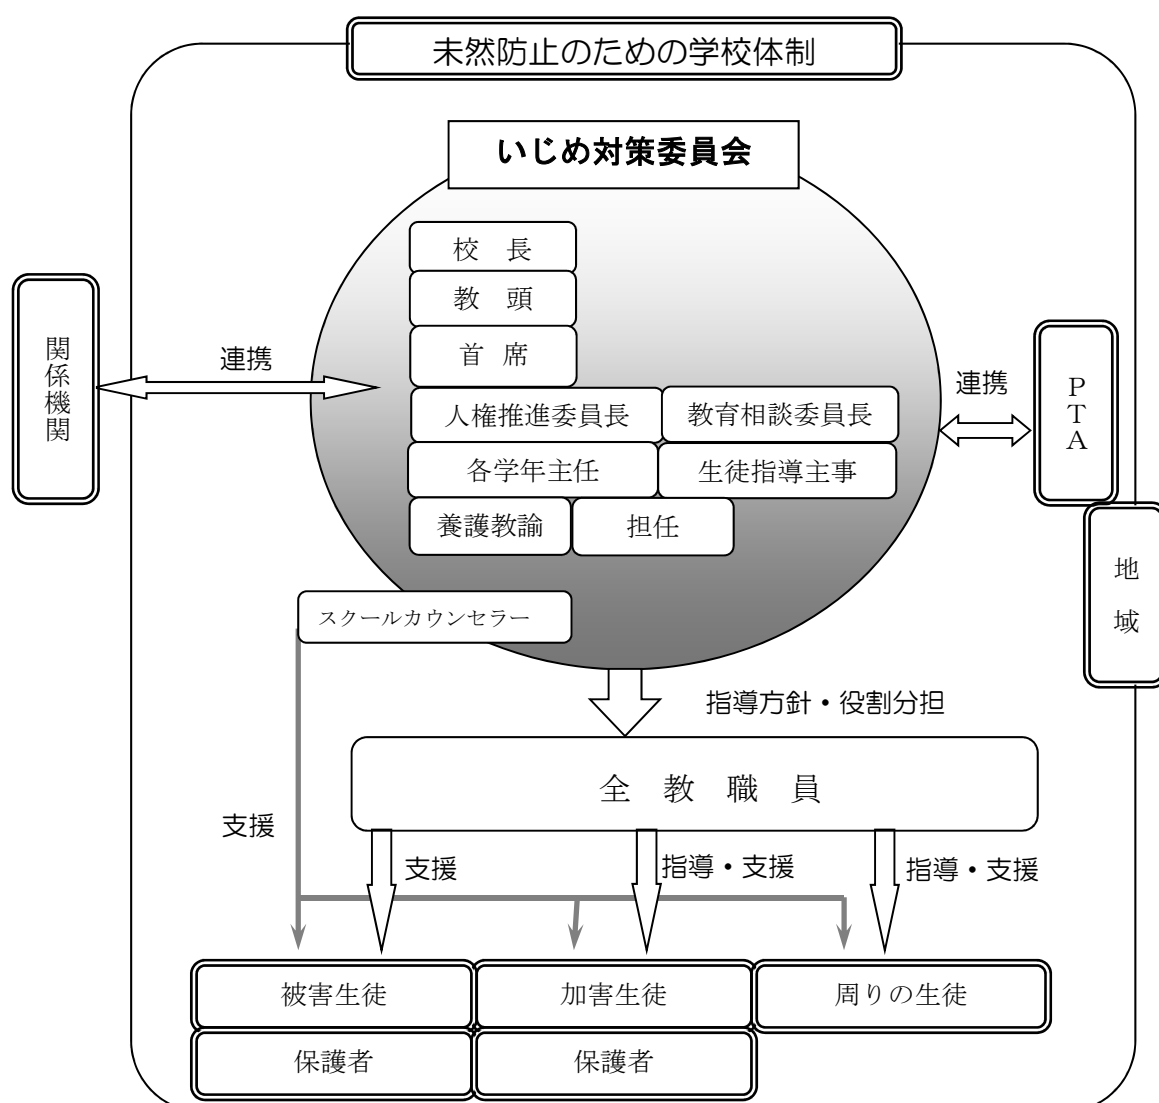 未然防止のための学校体制
いじめ対策委員会
校　長
教　頭
首 席
人権推進委員長
教育相談委員長
各学年主任
生徒指導主事
養護教諭
担任
スクールカウンセラー
関係機関
連携
連携
ＰＴＡ
地域
指導方針・役割分担
全　教　職　員
支援
支援
指導・支援
指導・支援
被害生徒
加害生徒
周りの生徒
保護者
保護者